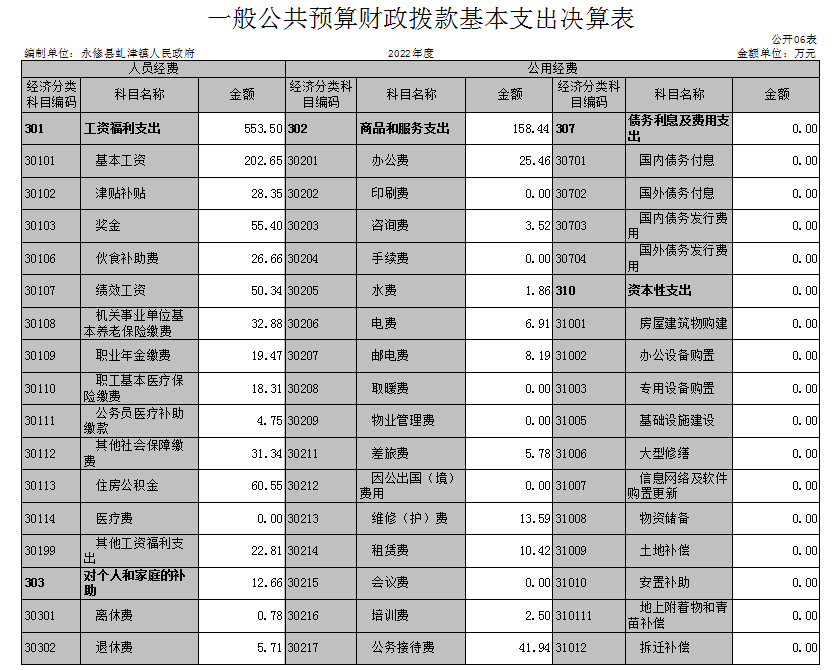 一般公共预算财政拨款基本支出决算表
公开06表
编制单位：永修县虬津镇人民政府 2022年度 金额单位：万元
人员经费 公用经费
经济分类科目编码 科目名称 金额 经济分类科目编码 科目名称 金额 经济分类科目编码 科目名称 金额
301 工资福利支出 553.50 302 商品和服务支出 158.44 307 债务利息及费用支出 0.00
30101 基本工资 202.65 30201 办公费 25.46 30701 国内债务付息 0.00
30102 津贴补贴 28.35 30202 印刷费 0.00 30702 国外债务付息 0.00
30103 奖金 55.40 30203 咨询费 3.52 30703 国内债务发行费用 0.00
30106 伙食补助费 26.66 30204 手续费 0.00 30704 国外债务发行费用 0.00
30107 绩效工资 50.34 30205 水费 1.86 310 资本性支出 0.00
30108 机关事业单位基本养老保险缴费 32.88 30206 电费 6.91 31001 房屋建筑物购建 0.00
30109 职业年金缴费 19.47 30207 邮电费 8.19 31002 办公设备购置 0.00
30110 职工基本医疗保险缴费 18.31 30208 取暖费 0.00 31003 专用设备购置 0.00
30111 公务员医疗补助缴款 4.75 30209 物业管理费 0.00 31005 基础设施建设 0.00
30112 其他社会保障缴费 31.34 30211 差旅费 5.78 31006 大型修缮 0.00
30113 住房公积金 60.55 30212 因公出国（境）费用 0.00 31007 信息网络及软件购置更新 0.00
30114 医疗费 0.00 30213 维修（护）费 13.59 31008 物资储备 0.00
30199 其他工资福利支出 22.81 30214 租赁费 10.42 31009 土地补偿 0.00
303 对个人和家庭的补助 12.66 30215 会议费 0.00 31010 安置补助 0.00
30301 离休费 0.78 30216 培训费 2.50 310111 地上附着物和青苗补偿 0.00
30302 退休费 5.71 30217 公务接待费 41.94 31012 拆迁补偿 0.00